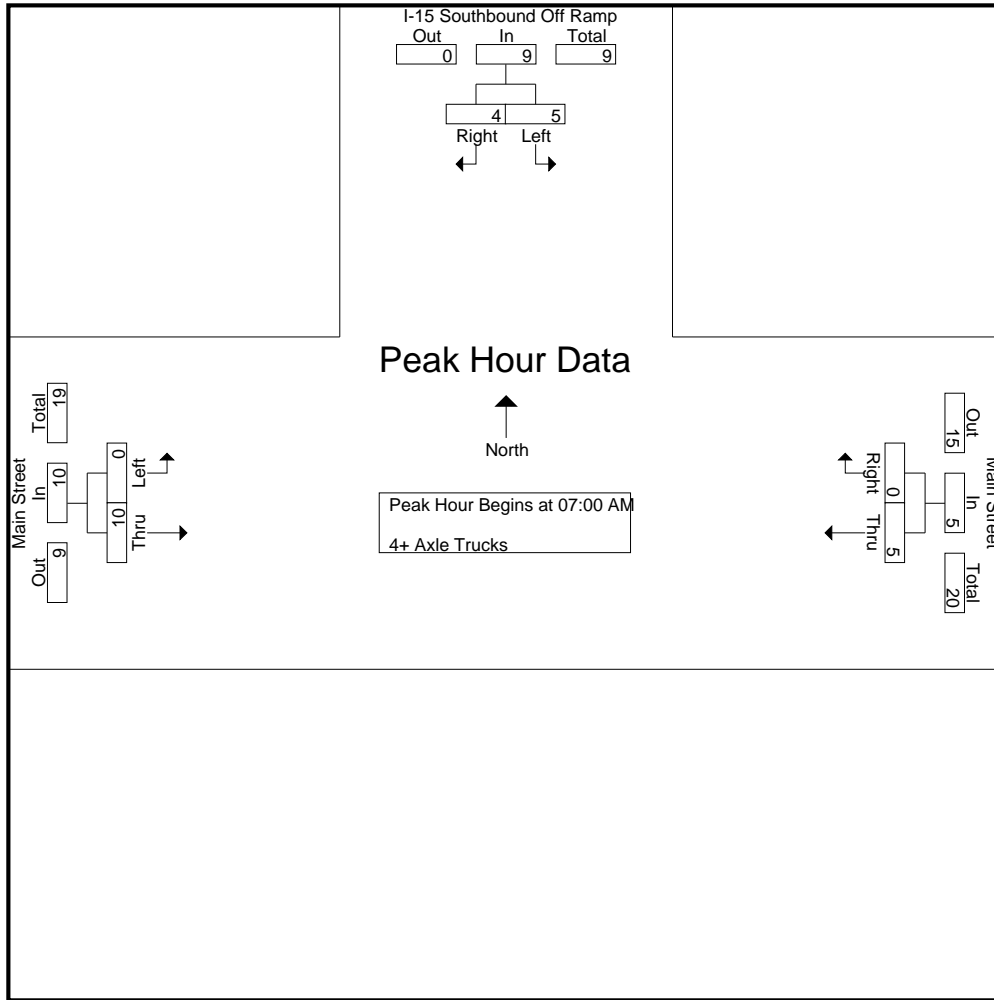 I-15 Southbound Off Ramp
Out In Total
0 9 9
4 5
Right Left
Peak Hour Data
North
Peak Hour Begins at 07:00 AM
4+ Axle Trucks
Main Street
Out In Total
9 10 19
Thru Left
10 0
Main Street
Out In Total
15 5 20
Right Thru
0 5